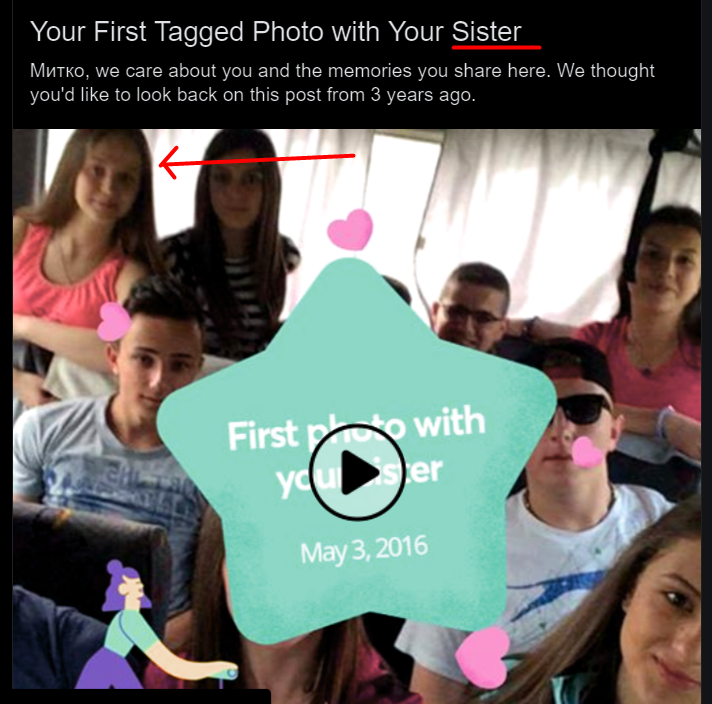 Your First Tagged Photo with Your Sister
Митко, we care about you and the memories you share here. We thought
you'd like to look back on this post from 3 years ago.
First photo with
your sister
May 3, 2016